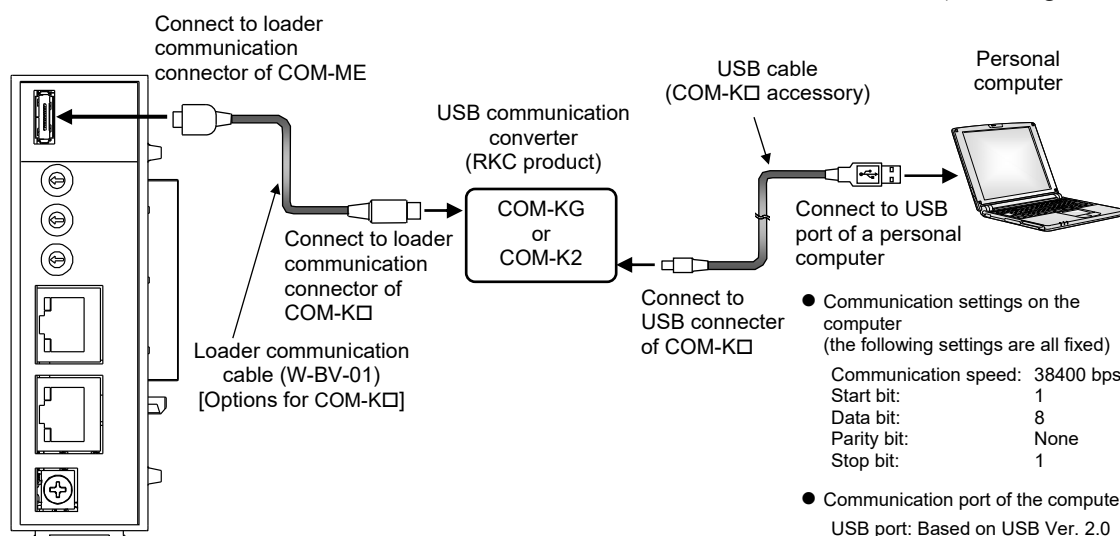 Connect to loader
communication
connector of COM-ME
USB communication
converter
(RKC product)
COM-KG
or
COM-K2
USB cable
(COM-K□ accessory)
Personal
computer
Connect to loader
communication
connector of
COM-K□
Loader communication
cable (W-BV-01)
[Options for COM-K□]
Connect to USB
port of a personal
computer
Connect to
USB connecter
of COM-K□
● Communication settings on the
computer
(the following settings are all fixed)
Communication speed: 38400 bps
Start bit: 1
Data bit: 8
Parity bit: None
Stop bit: 1
● Communication port of the compute
USB port: Based on USB Ver. 2.0